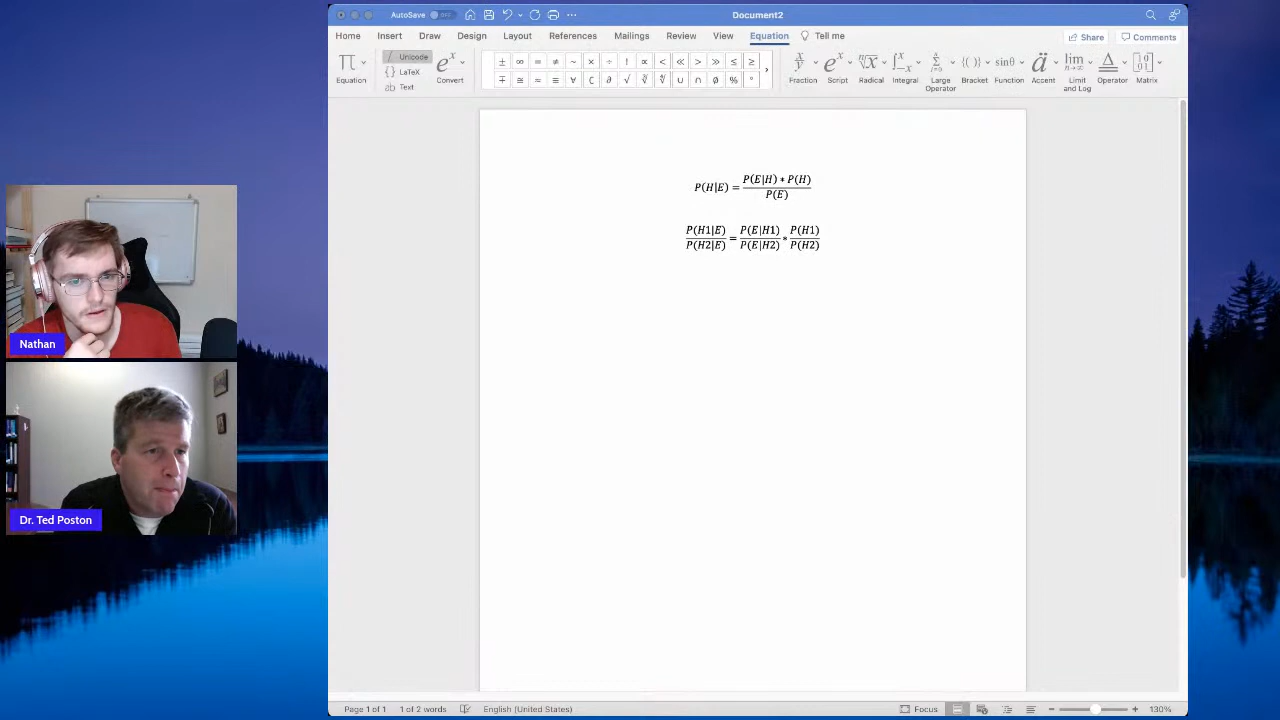 AutoSave OFF Document2
Home Insert Draw Design Layout References Mailings Review View Equation Tell me Share Comments
Unicode
LaTeX
Text
Equation Convert
± ∞ = ≠ ~ × ÷ ! ∝ < ≪ > ≫ ≤ ≥
∓ ≅ ≈ ≡ ∀ ∁ ∂ √ ∛ ∜ ∪ ∩ ∅ % °
Fraction Script Radical Integral Large Operator Bracket Function Accent Limit and Log Operator Matrix
P(H|E) = P(E|H) * P(H) / P(E)
P(H1|E) / P(H2|E) = P(E|H1) / P(E|H2) * P(H1) / P(H2)
Nathan
Dr. Ted Poston
Page 1 of 1 1 of 2 words English (United States) Focus 130%